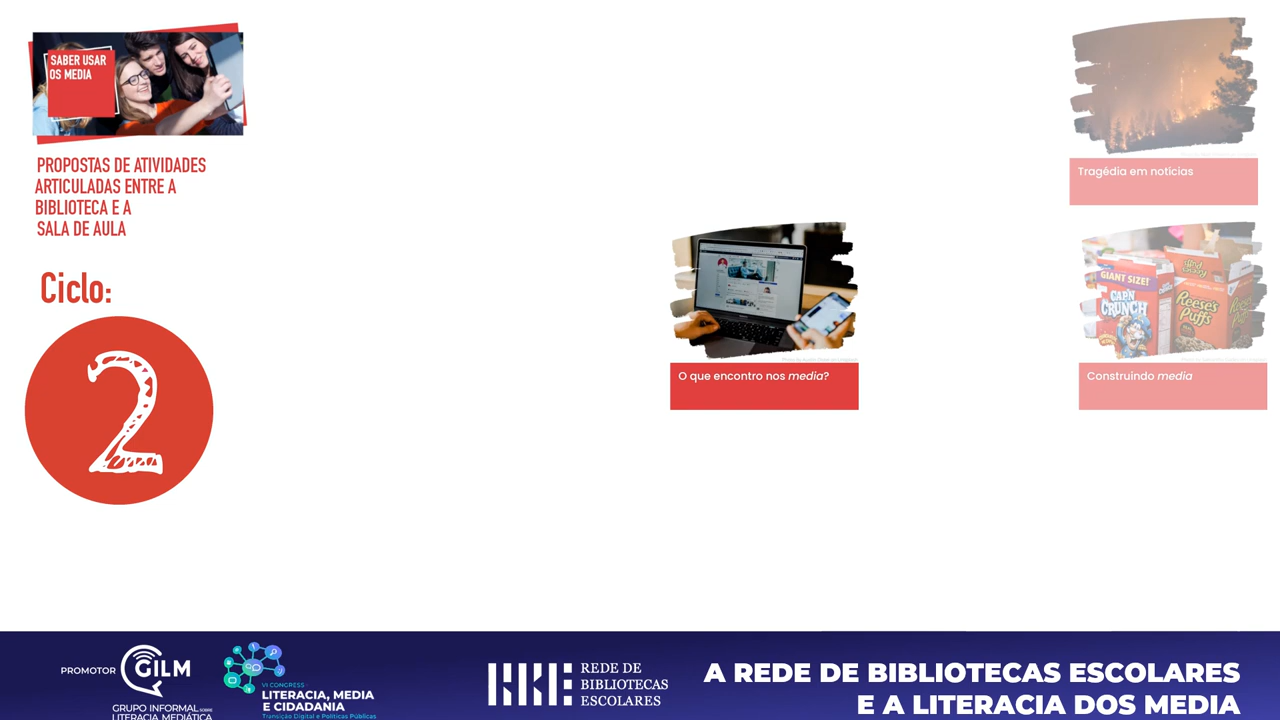 SABER USAR
OS MEDIA
PROPOSTAS DE ATIVIDADES
ARTICULADAS ENTRE A
BIBLIOTECA E A
SALA DE AULA
Ciclo:
2
Tragédia em notícias
O que encontro nos media?
GIANT SIZE!
CAP'N
CRUNCH
REESE'S
PUFFS
Construindo media
PROMOTOR
GILM
GRUPO INFORMAL SOBRE
LITERACIA MEDIÁTICA
VI CONGRESS
LITERACIA, MEDIA
E CIDADANIA
Transição Digital e Políticas Públicas
REDE DE
BIBLIOTECAS
ESCOLARES
A REDE DE BIBLIOTECAS ESCOLARES
E A LITERACIA DOS MEDIA